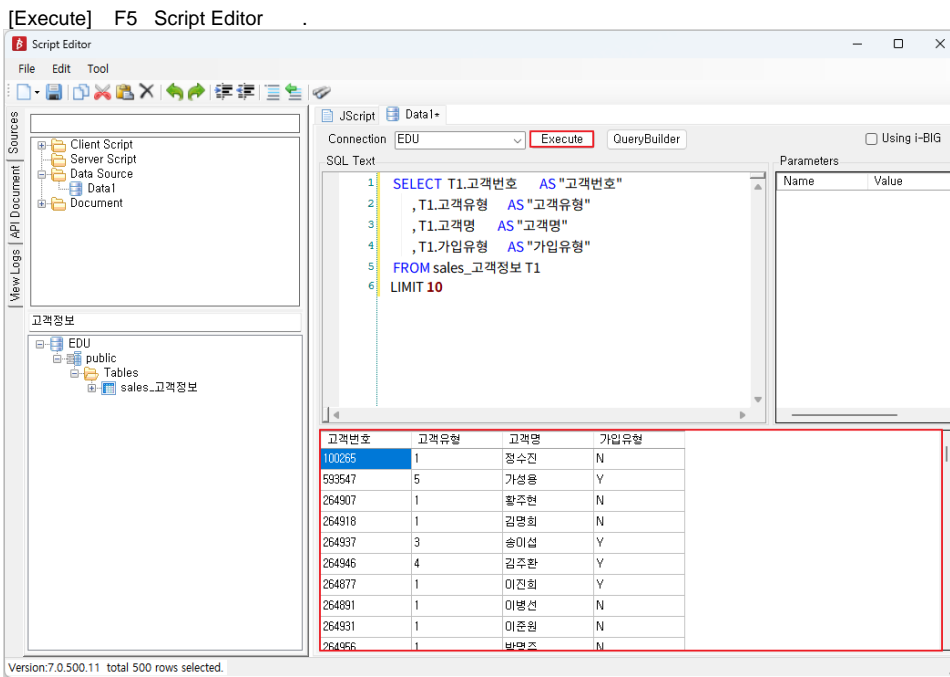 [Execute] F5 Script Editor .
Script Editor
File Edit Tool
Sources
API Document
View Logs
Client Script
Server Script
Data Source
Data1
Document
고객정보
EDU
public
Tables
sales_고객정보
JScript Data1*
Connection EDU Execute QueryBuilder Using i-BIG
SQL Text
1 SELECT T1.고객번호 AS "고객번호"
2 , T1.고객유형 AS "고객유형"
3 , T1.고객명 AS "고객명"
4 , T1.가입유형 AS "가입유형"
5 FROM sales_고객정보 T1
6 LIMIT 10
Parameters
Name Value
고객번호 고객유형 고객명 가입유형
100265 1 정수진 N
593547 5 가성용 Y
264907 1 황주현 N
264918 1 김명희 N
264937 3 송이섭 Y
264946 4 김주환 Y
264877 1 이진희 Y
264891 1 이병선 N
264931 1 이준원 N
264956 1 N
Version:7.0.500.11 total 500 rows selected.